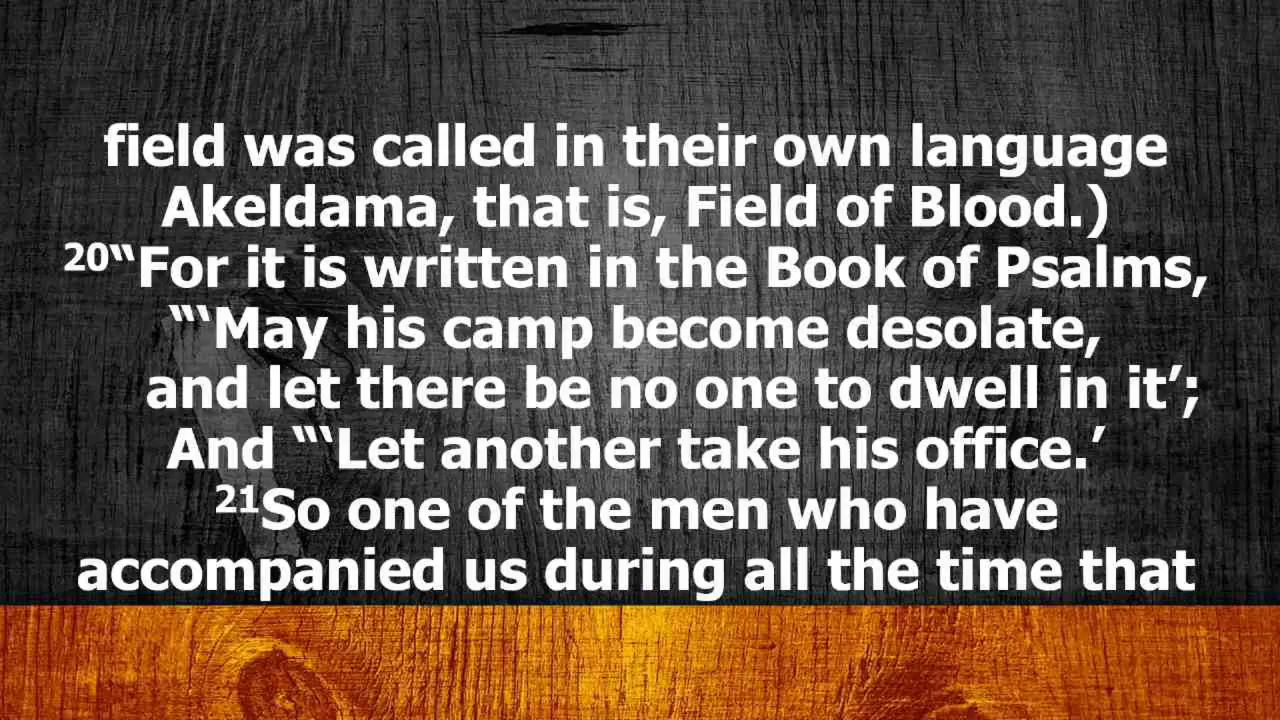 field was called in their own language
Akeldama, that is, Field of Blood.)
20“For it is written in the Book of Psalms,
“‘May his camp become desolate,
and let there be no one to dwell in it’;
And “‘Let another take his office.’
21So one of the men who have
accompanied us during all the time that